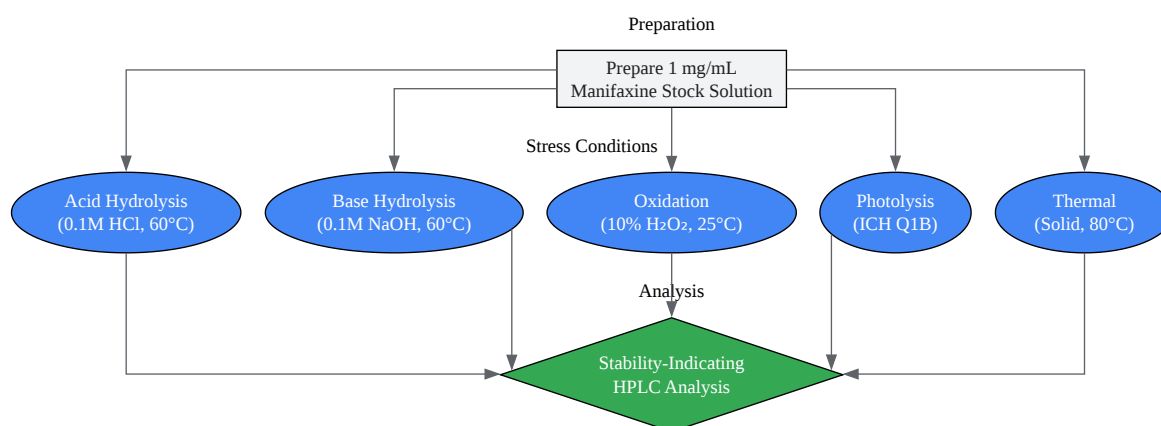 Preparation
Prepare 1 mg/mL
Manifaxine Stock Solution
Stress Conditions
Acid Hydrolysis
(0.1M HCl, 60°C)
Base Hydrolysis
(0.1M NaOH, 60°C)
Oxidation
(10% H₂O₂, 25°C)
Photolysis
(ICH Q1B)
Thermal
(Solid, 80°C)
Analysis
Stability-Indicating
HPLC Analysis